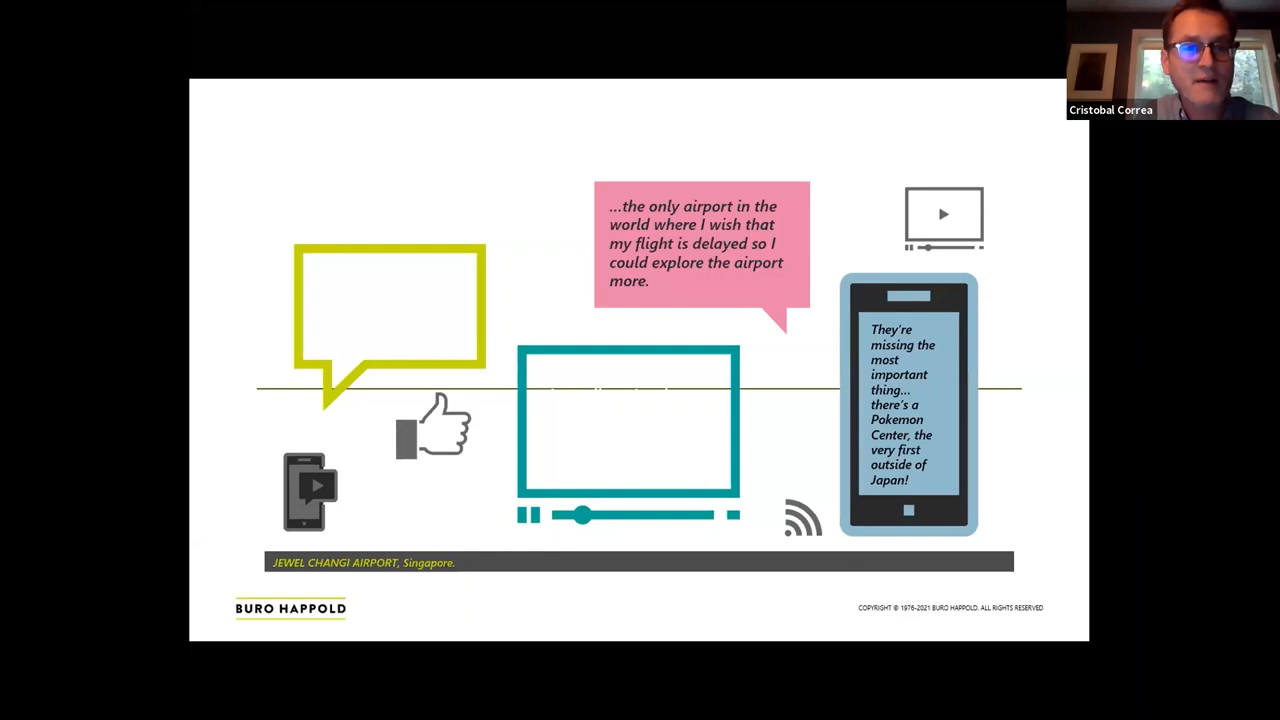 Cristobal Correa
...the only airport in the
world where I wish that
my flight is delayed so I
could explore the airport
more.
They're
missing the
most
important
thing...
there's a
Pokemon
Center, the
very first
outside of
Japan!
JEWEL CHANGI AIRPORT, Singapore.
BURO HAPPOLD
COPYRIGHT © 1976-2021 BURO HAPPOLD. ALL RIGHTS RESERVED